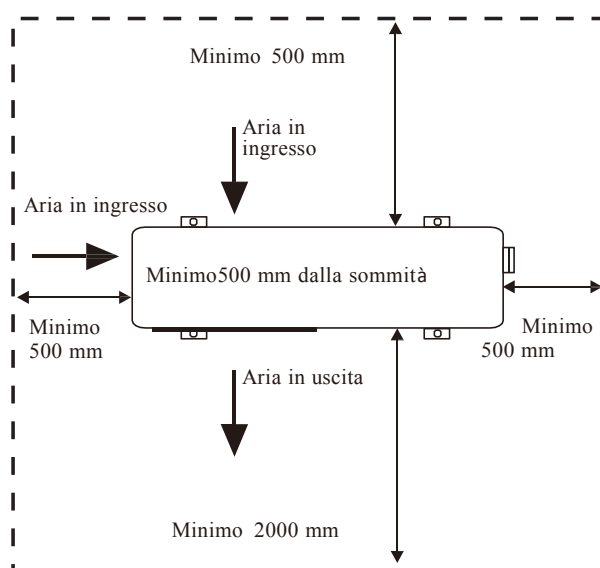 Minimo 500 mm
Aria in
ingresso
Aria in ingresso
Minimo500 mm dalla sommità
Minimo
500 mm
Minimo
500 mm
Aria in uscita
Minimo 2000 mm